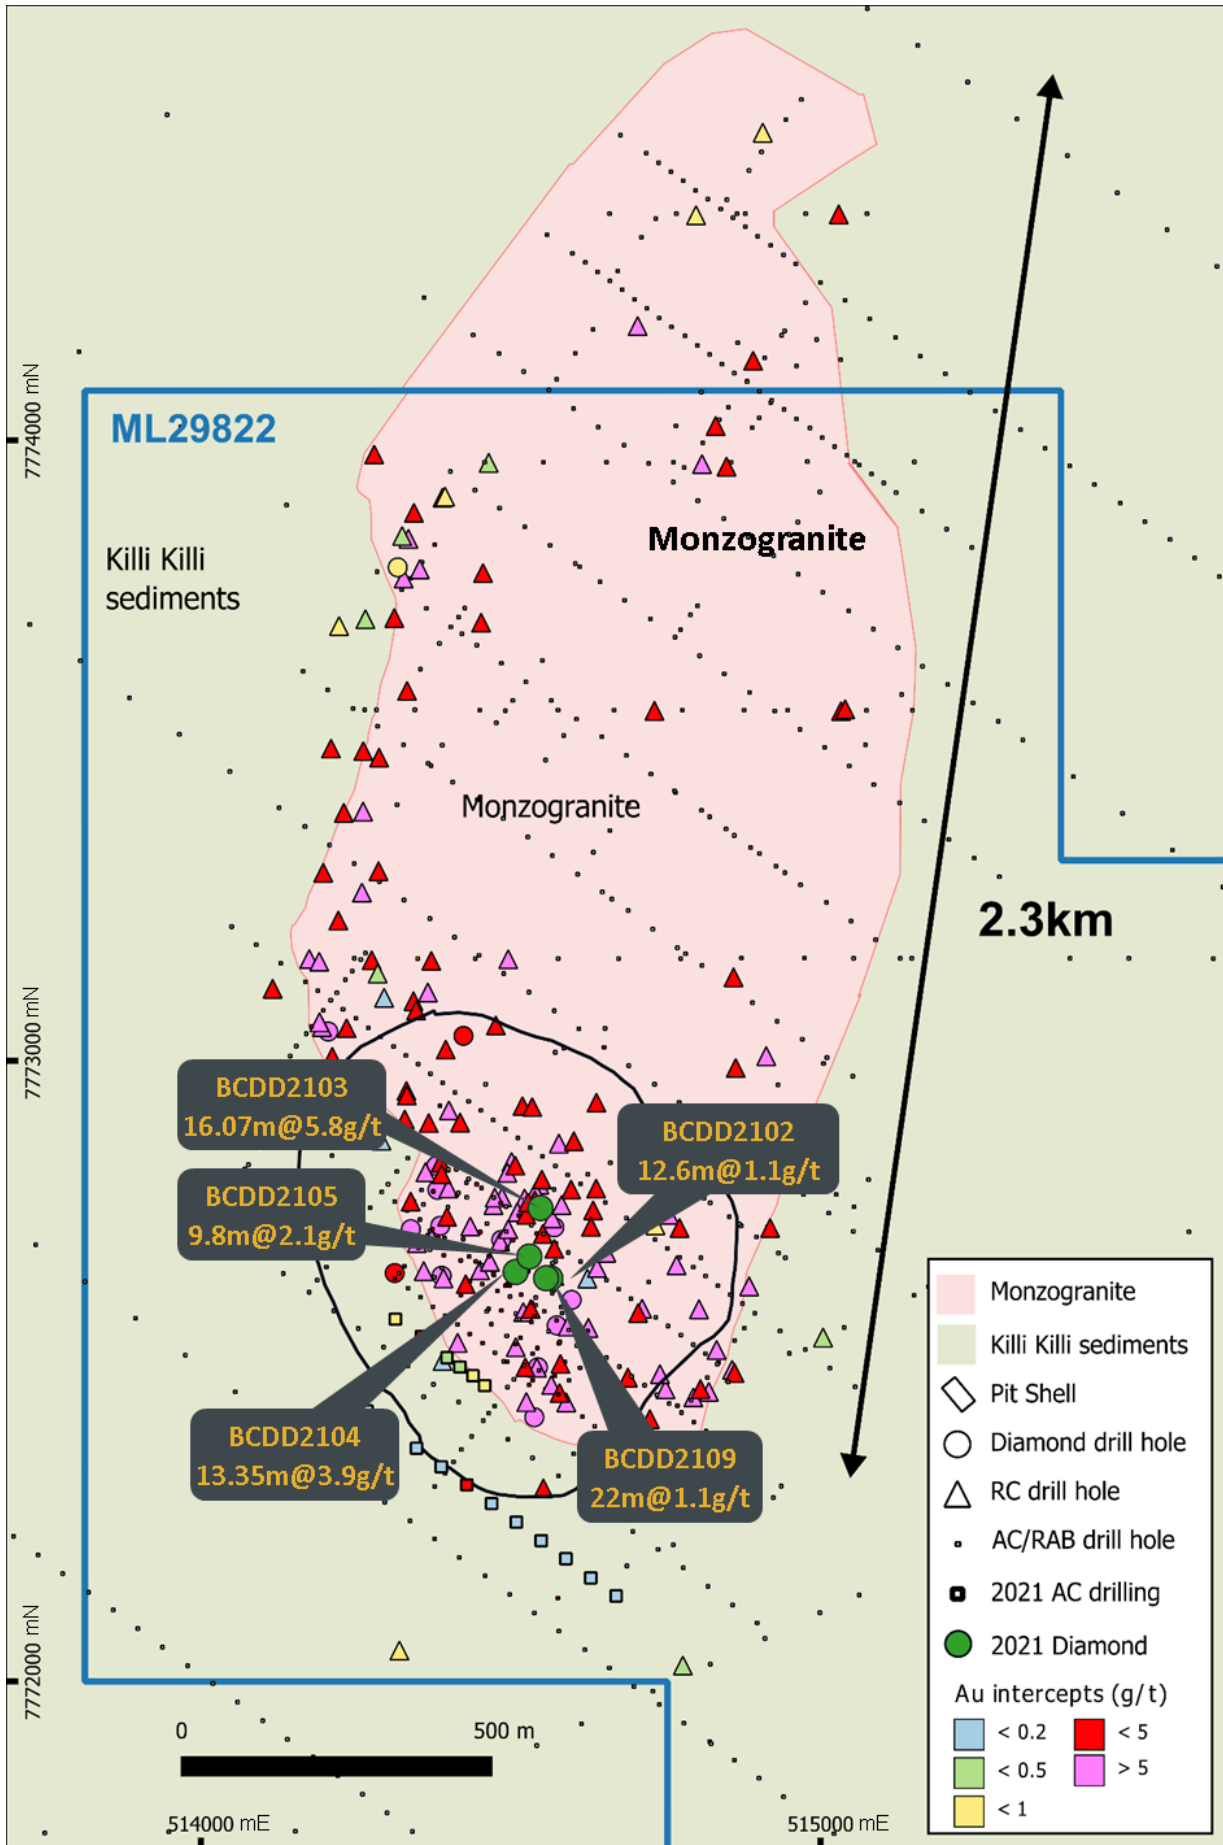 7774000 mN
ML29822
Killi Killi
sediments
Monzogranite
Monzogranite
2.3km
7773000 mN
BCDD2103
16.07m@5.8g/t
BCDD2102
12.6m@1.1g/t
BCDD2105
9.8m@2.1g/t
BCDD2104
13.35m@3.9g/t
BCDD2109
22m@1.1g/t
7772000 mN
0
500 m
514000 mE
515000 mE
Monzogranite
Killi Killi sediments
Pit Shell
Diamond drill hole
RC drill hole
AC/RAB drill hole
2021 AC drilling
2021 Diamond
Au intercepts (g/t)
< 0.2
< 5
< 0.5
> 5
< 1